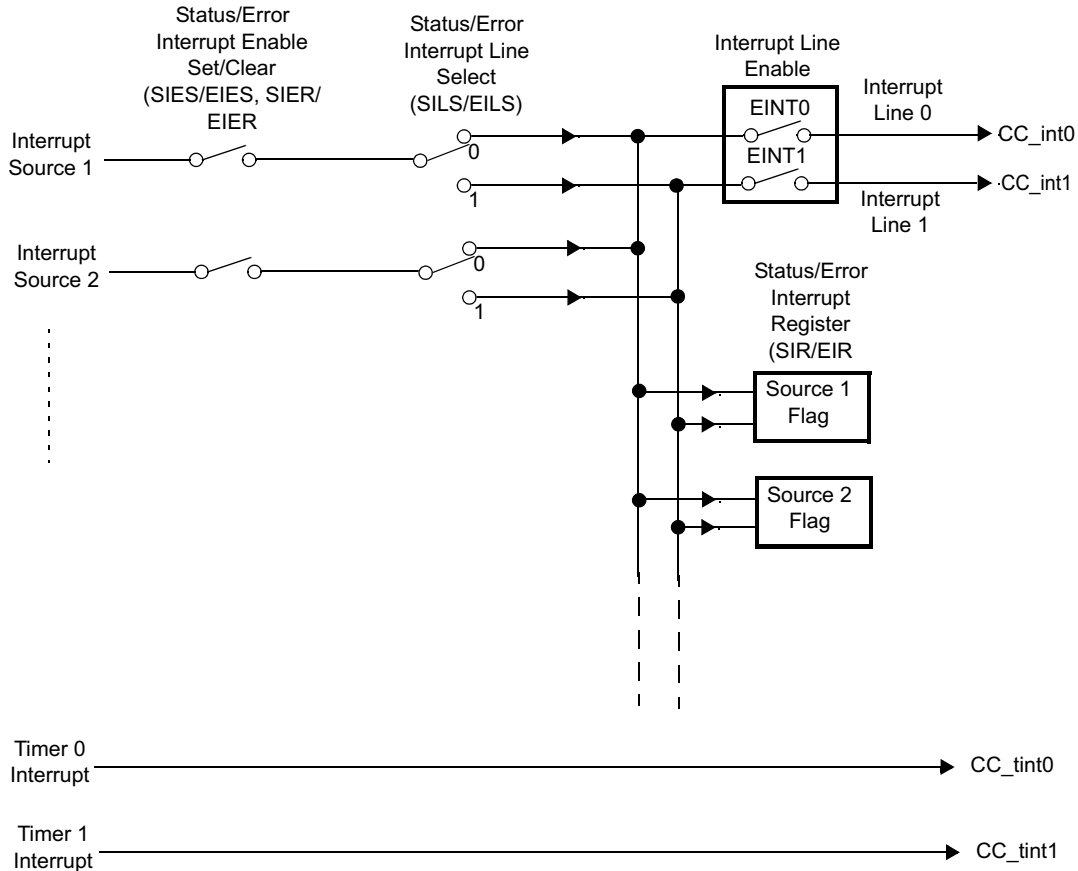 Status/Error
Interrupt Enable
Set/Clear
(SIES/EIES, SIER/
EIER
Status/Error
Interrupt Line
Select
(SILS/EILS)
Interrupt Line
Enable
EINT0
EINT1
Interrupt
Line 0
CC_int0
CC_int1
Interrupt
Line 1
Interrupt
Source 1
0
1
Interrupt
Source 2
0
1
Status/Error
Interrupt
Register
(SIR/EIR
Source 1
Flag
Source 2
Flag
Timer 0
Interrupt
CC_tint0
Timer 1
Interrupt
CC_tint1